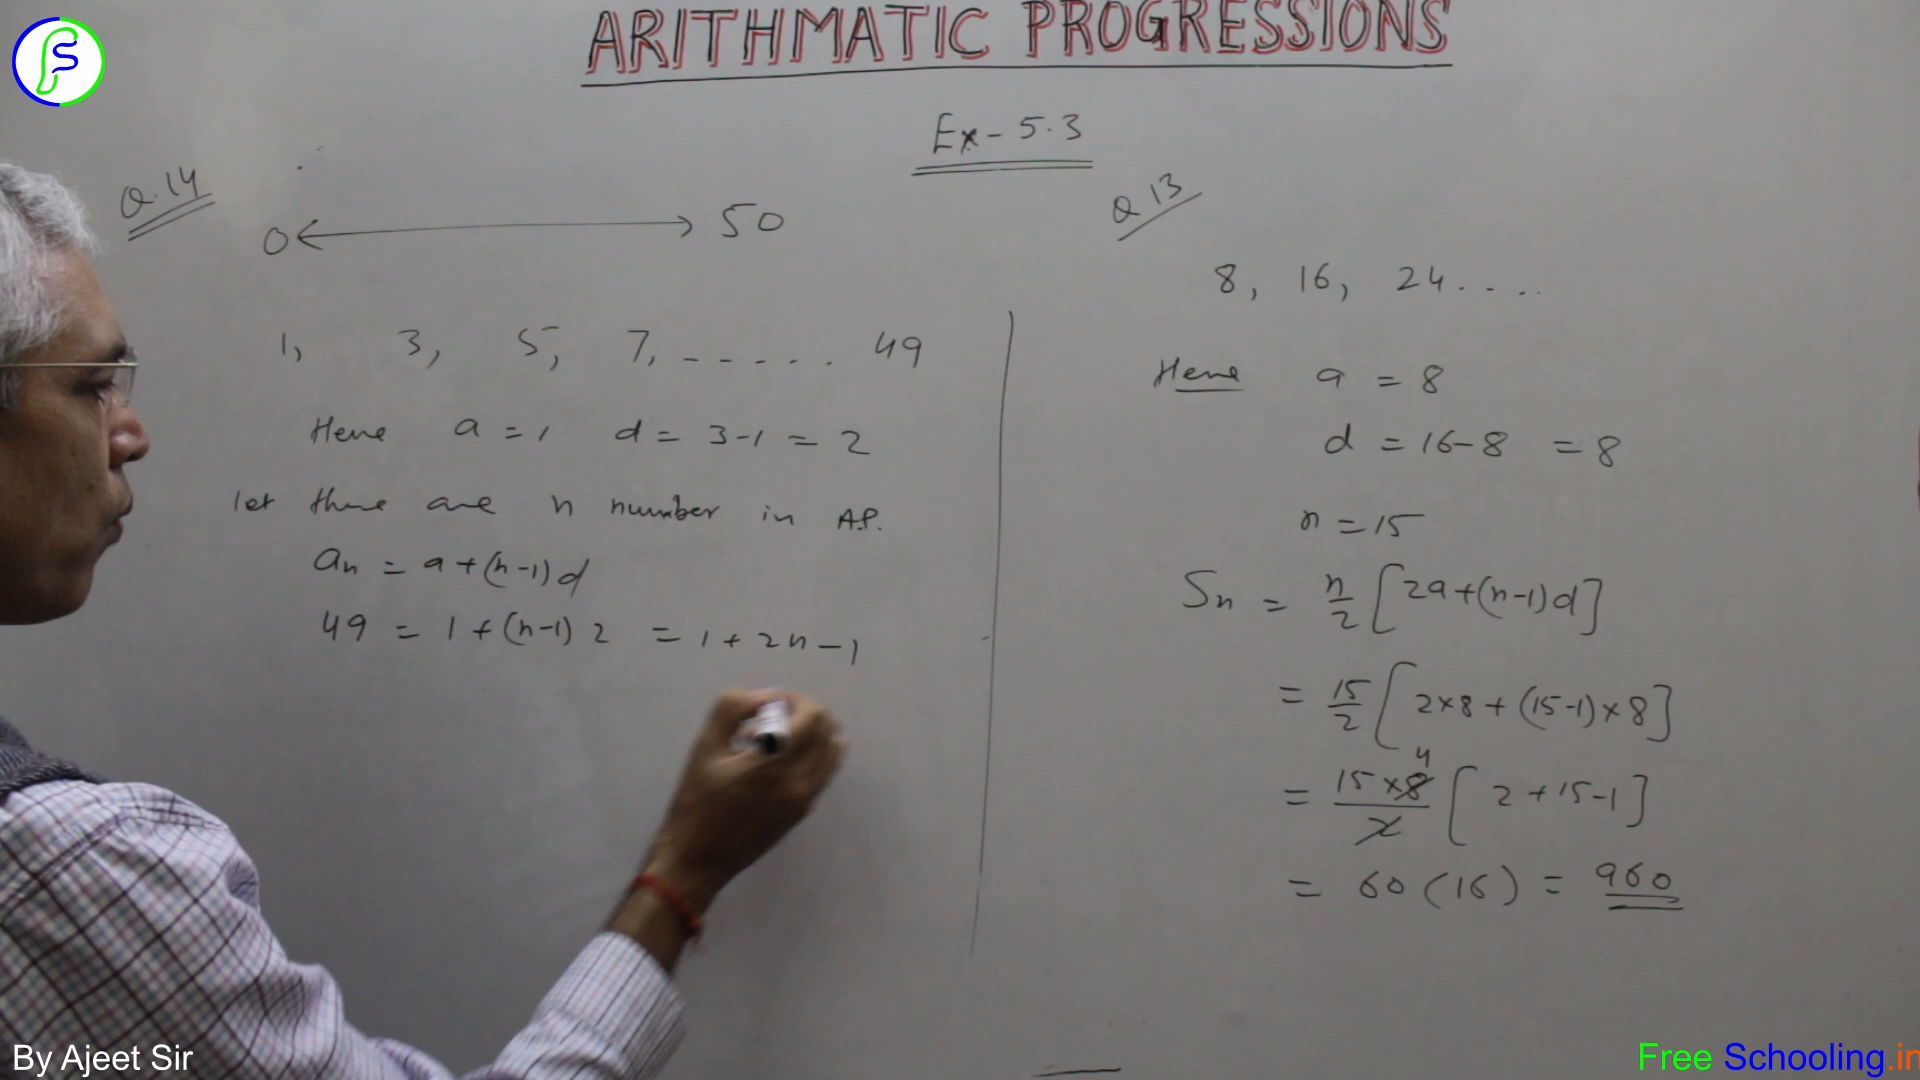 ARITHMATIC PROGRESSIONS
Ex - 5.3
Q.14
0 ⟷ 50
1, 3, 5, 7, - - - - . . 49
Here a = 1 d = 3-1 = 2
let there are n number in A.P.
an = a + (n-1) d
49 = 1 + (n-1) 2 = 1 + 2n - 1
Q 13
8, 16, 24 . . . .
Here a = 8
d = 16-8 = 8
n = 15
Sn = n/2 [2a + (n-1) d]
= 15/2 [2×8 + (15-1)×8]
4
= 15×8/2 [2 + 15-1]
= 60 (16) = 960
By Ajeet Sir
Free Schooling.in